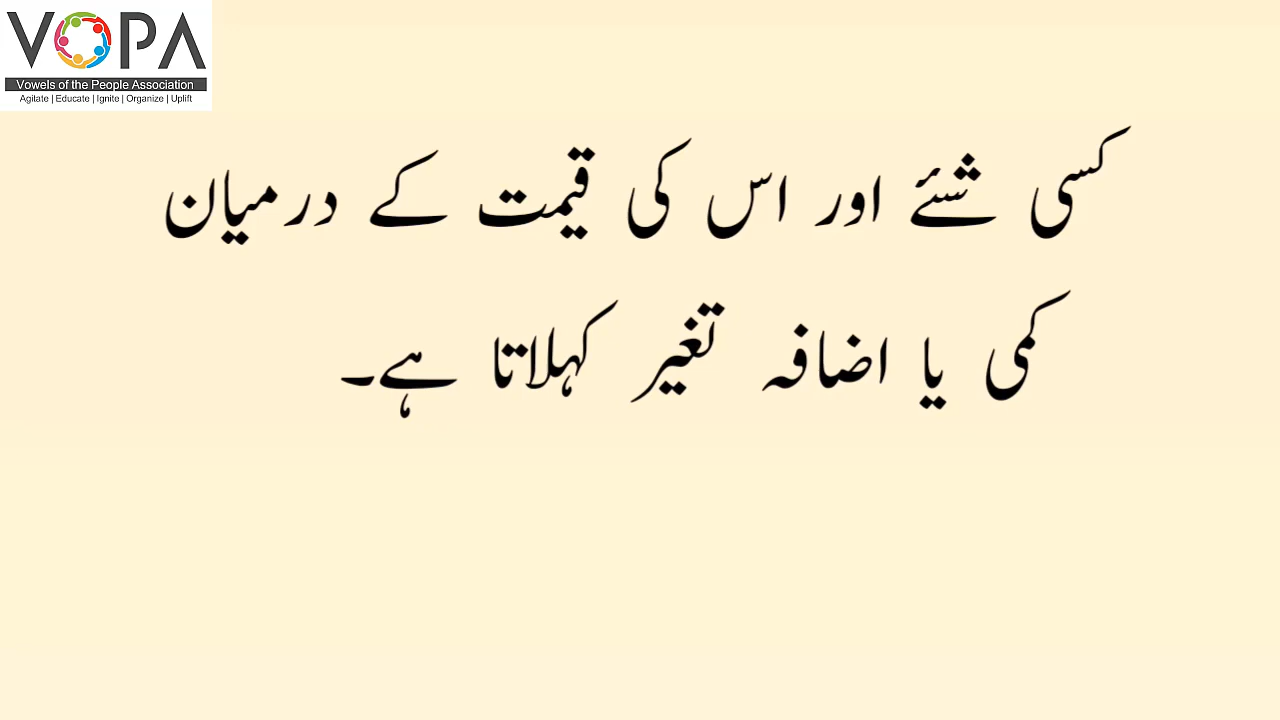 VOPA
Vowels of the People Association
Agitate | Educate | Ignite | Organize | Uplift
کسی شئے اور اس کی قیمت کے درمیان
کمی یا اضافہ تغیر کہلاتا ہے۔